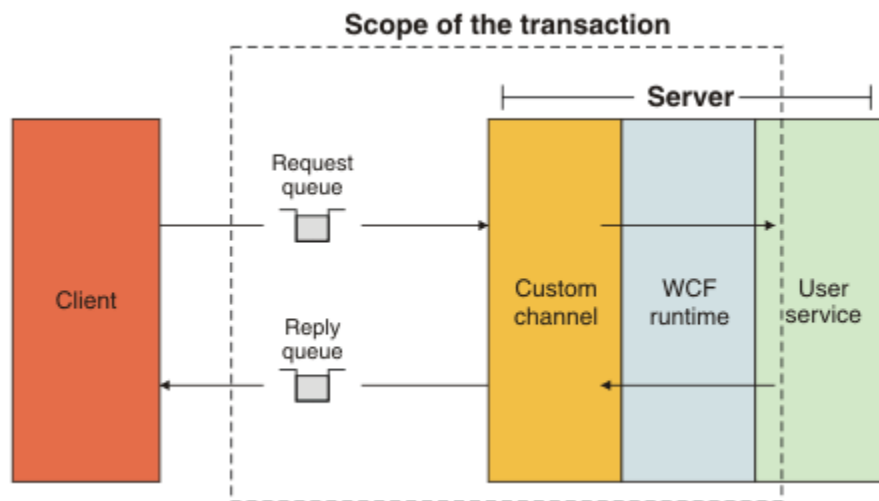 Scope of the transaction
Server
Request
queue
Client
Custom
channel
WCF
runtime
User
service
Reply
queue